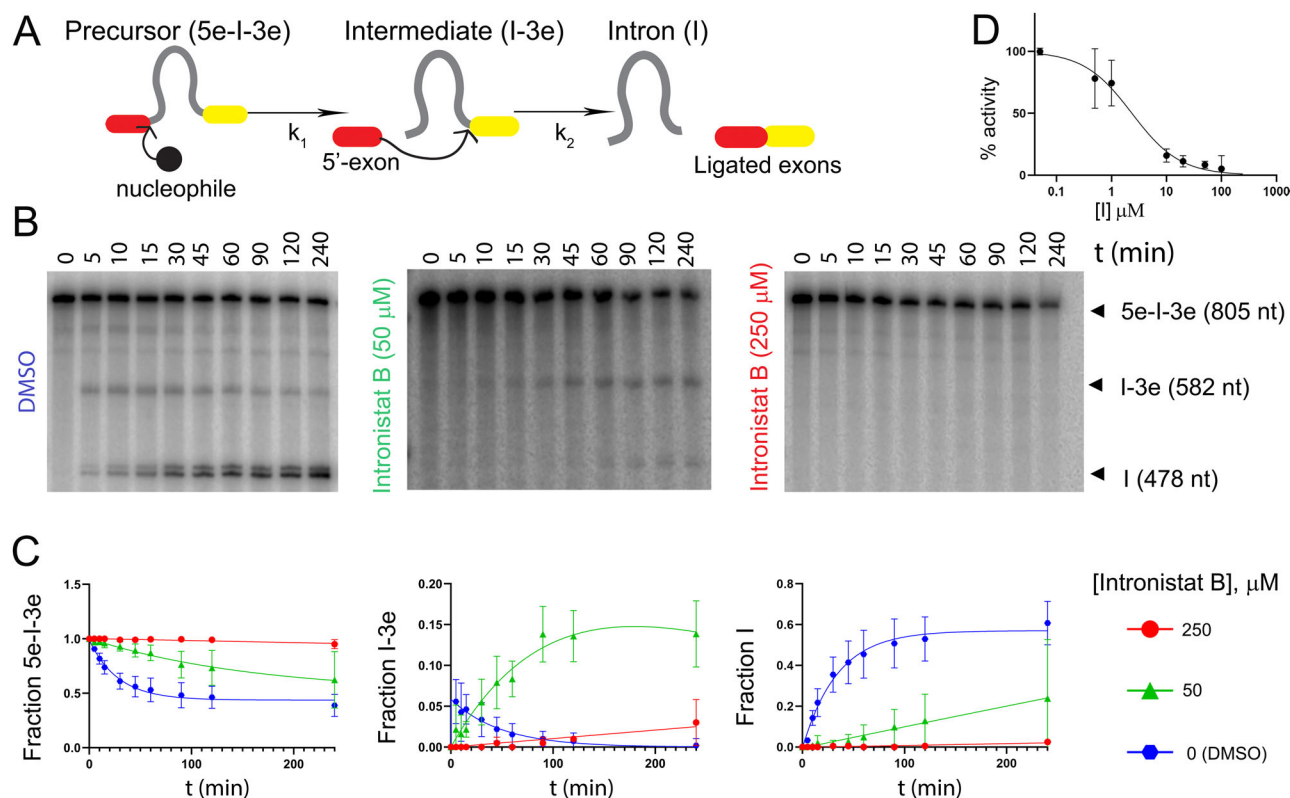 A
Precursor (5e-I-3e)
Intermediate (I-3e)
Intron (I)
k1
k2
5'-exon
nucleophile
Ligated exons
D
% activity
100
50
0
0.1
1
10
100
1000
[I] µM
B
DMSO
0 5 10 15 30 45 60 90 120 240
Intronistat B (50 µM)
0 5 10 15 30 45 60 90 120 240
Intronistat B (250 µM)
0 5 10 15 30 45 60 90 120 240
t (min)
5e-I-3e (805 nt)
I-3e (582 nt)
I (478 nt)
C
Fraction 5e-I-3e
1.5
1.0
0.5
0.0
0 200
t (min)
Fraction I-3e
0.20
0.15
0.10
0.05
0.00
0 200
t (min)
Fraction I
0.8
0.6
0.4
0.2
0.0
0 200
t (min)
[Intronistat B], µM
250
50
0 (DMSO)